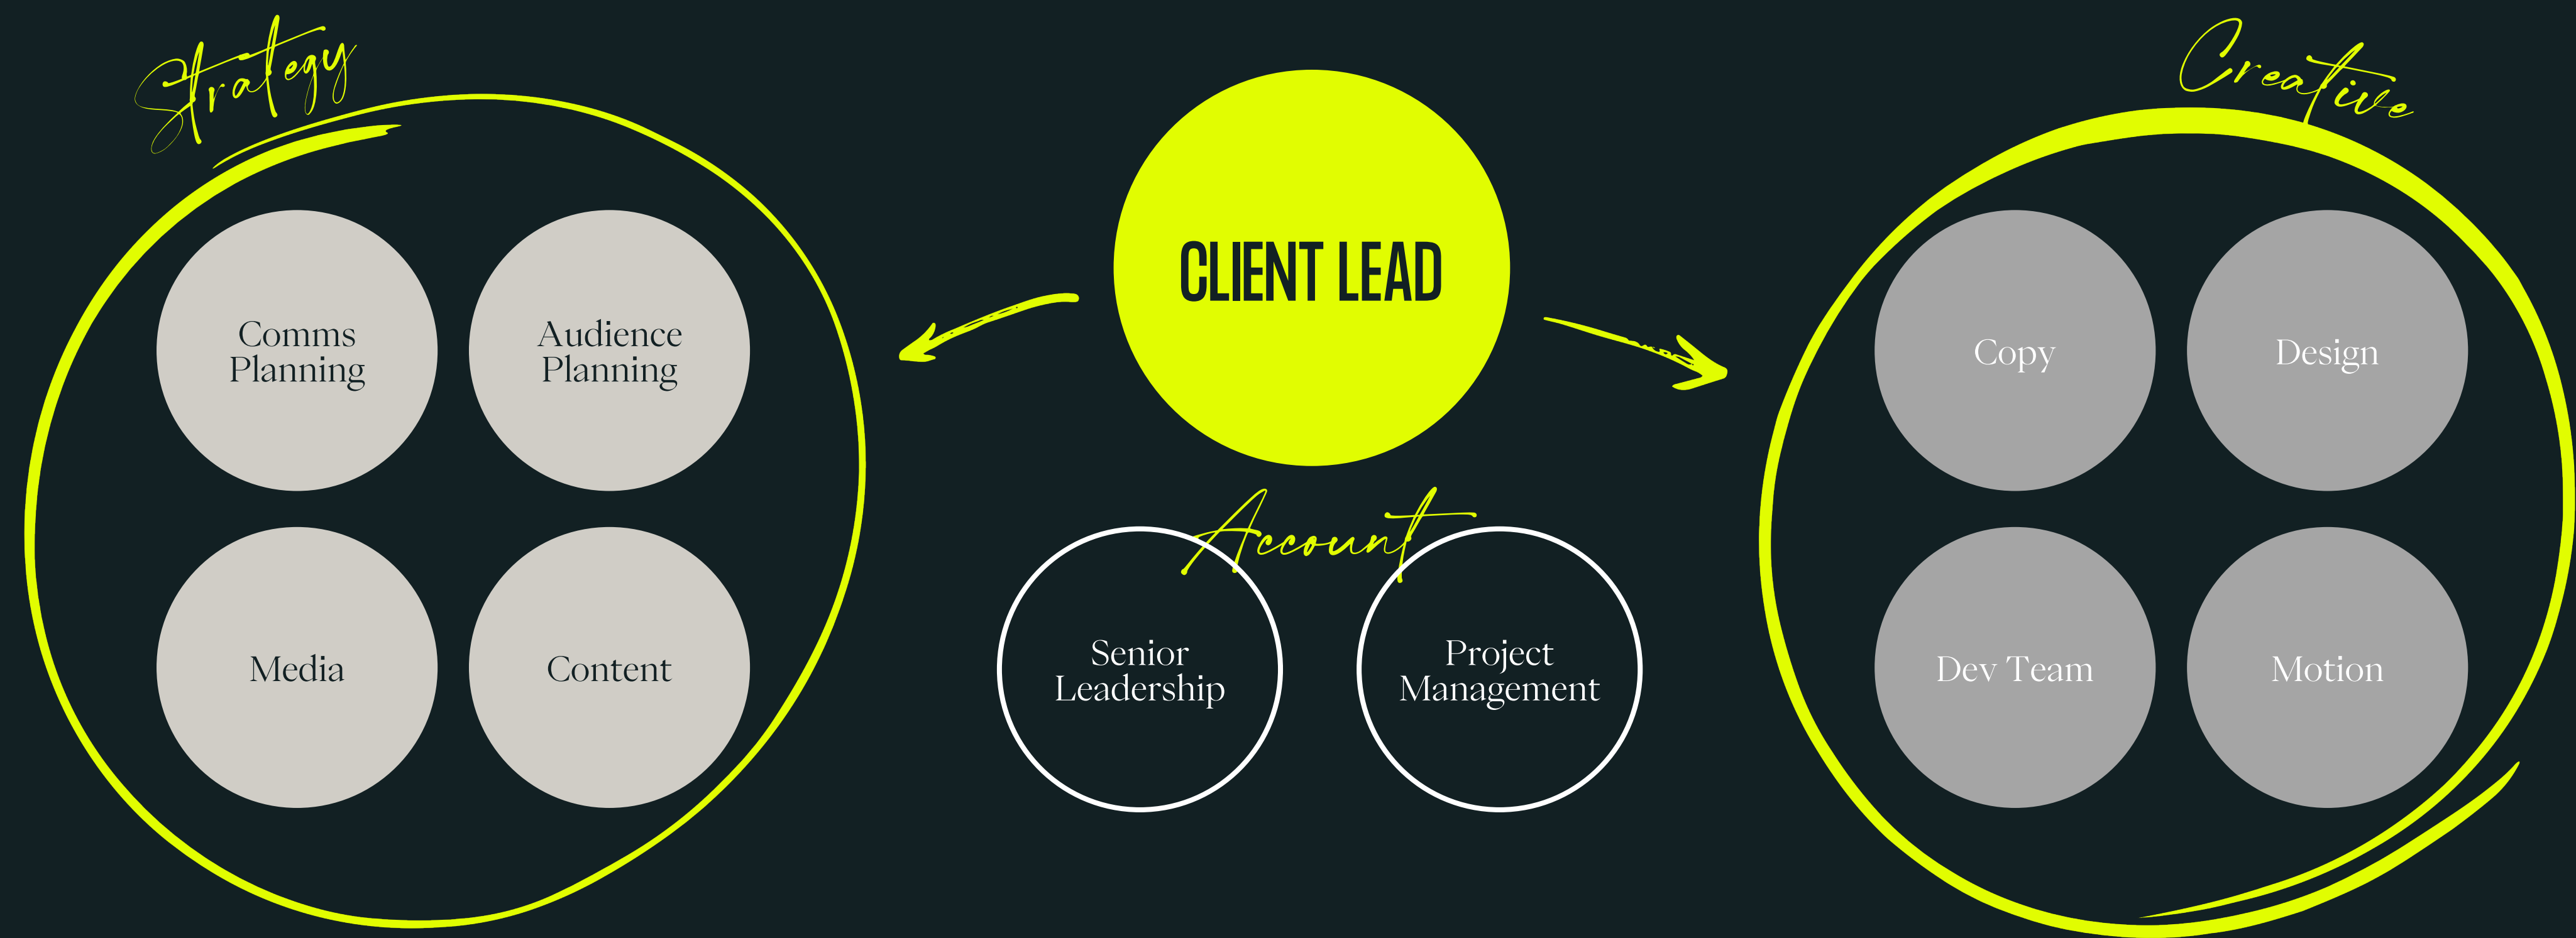 Strategy
Comms
Planning
Audience
Planning
Media
Content
CLIENT LEAD
Account
Senior
Leadership
Project
Management
Creative
Copy
Design
Dev Team
Motion